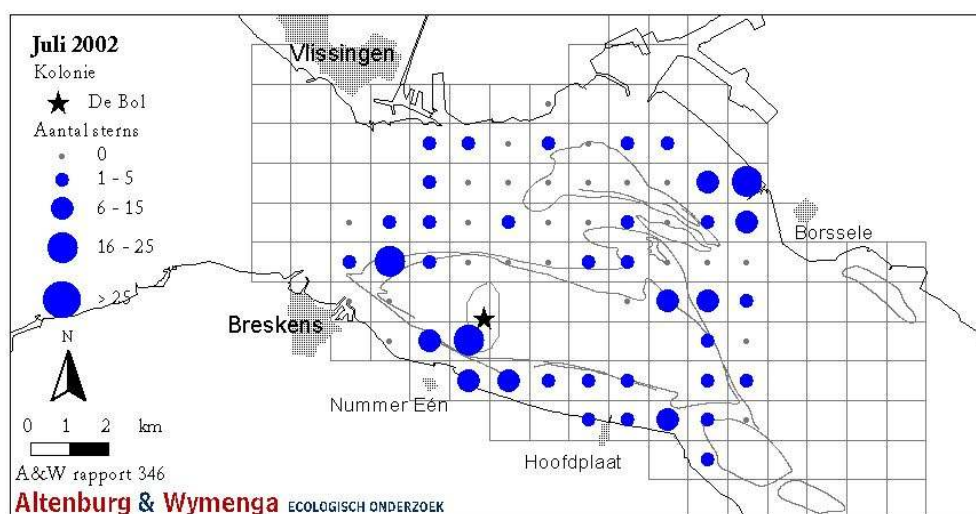 Juli 2002
Kolonie
De Bol
Aantal sterns
0
1 - 5
6 - 15
16 - 25
> 25
N
0 1 2 km
A&W rapport 346
Altenburg & Wymenga ECOLOGISCH ONDERZOEK
Vlissingen
Borssele
Breskens
Nummer Eén
Hoofdplaat